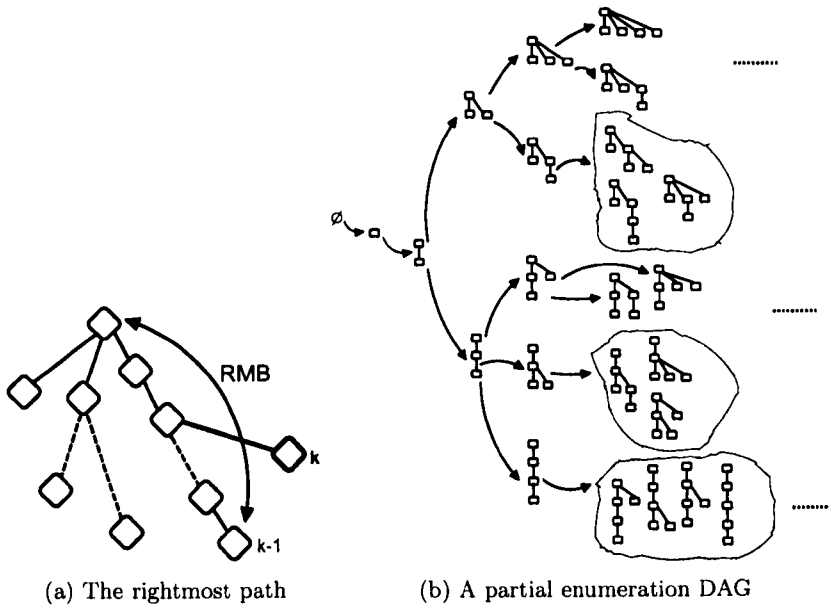 ∅
RMB
k
k-1
(a) The rightmost path
(b) A partial enumeration DAG